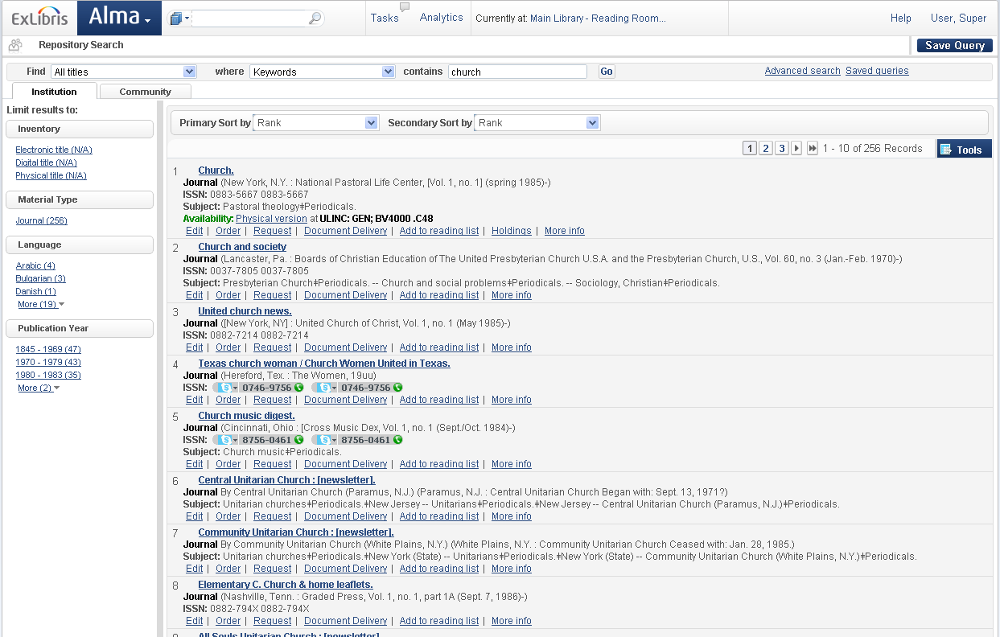 ExLibris Alma Tasks Analytics Currently at: Main Library - Reading Room... Help User, Super
Repository Search Save Query
Find All titles where Keywords contains church Go Advanced search Saved queries
Institution Community
Limit results to:
Inventory
Electronic title (N/A)
Digital title (N/A)
Physical title (N/A)
Material Type
Journal (256)
Language
Arabic (4)
Bulgarian (3)
Danish (1)
More (19)
Publication Year
1845 - 1969 (47)
1970 - 1979 (43)
1980 - 1983 (35)
More (2)
Primary Sort by Rank Secondary Sort by Rank
1 2 3 1 - 10 of 256 Records Tools
1 Church.
Journal (New York, N.Y. : National Pastoral Life Center, [Vol. 1, no. 1] (spring 1985)-)
ISSN: 0883-5667 0883-5667
Subject: Pastoral theology‡Periodicals.
Availability: Physical version at ULINC: GEN; BV4000 .C48
Edit | Order | Request | Document Delivery | Add to reading list | Holdings | More info
2 Church and society
Journal (Lancaster, Pa. : Boards of Christian Education of The United Presbyterian Church U.S.A. and the Presbyterian Church, U.S., Vol. 60, no. 3 (Jan.-Feb. 1970)-)
ISSN: 0037-7805 0037-7805
Subject: Presbyterian Church‡Periodicals. -- Church and social problems‡Periodicals. -- Sociology, Christian‡Periodicals.
Edit | Order | Request | Document Delivery | Add to reading list | More info
3 United church news.
Journal ([New York, NY] : United Church of Christ, Vol. 1, no. 1 (May 1985)-)
ISSN: 0882-7214 0882-7214
Edit | Order | Request | Document Delivery | Add to reading list | More info
4 Texas church woman / Church Women United in Texas.
Journal (Hereford, Tex. : The Women, 19uu)
ISSN: 0746-9756 0746-9756
Edit | Order | Request | Document Delivery | Add to reading list | More info
5 Church music digest.
Journal (Cincinnati, Ohio : [Cross Music Dex, Vol. 1, no. 1 (Sept./Oct. 1984)-)
ISSN: 8756-0461 8756-0461
Subject: Church music‡Periodicals.
Edit | Order | Request | Document Delivery | Add to reading list | More info
6 Central Unitarian Church : [newsletter].
Journal By Central Unitarian Church (Paramus, N.J.) (Paramus, N.J. : Central Unitarian Church Began with: Sept. 13, 1971?)
Subject: Unitarian churches‡Periodicals.‡New Jersey -- Unitarians‡Periodicals.‡New Jersey -- Central Unitarian Church (Paramus, N.J.)‡Periodicals.
Edit | Order | Request | Document Delivery | Add to reading list | More info
7 Community Unitarian Church : [newsletter].
Journal By Community Unitarian Church (White Plains, N.Y.) (White Plains, N.Y. : Community Unitarian Church Ceased with: Jan. 28, 1985.)
Subject: Unitarian churches‡Periodicals.‡New York (State) -- Unitarians‡Periodicals.‡New York (State) -- Community Unitarian Church (White Plains, N.Y.)‡Periodicals.
Edit | Order | Request | Document Delivery | Add to reading list | More info
8 Elementary C. Church & home leaflets.
Journal (Nashville, Tenn. : Graded Press, Vol. 1, no. 1, part 1A (Sept. 7, 1986)-)
ISSN: 0882-794X 0882-794X
Edit | Order | Request | Document Delivery | Add to reading list | More info
9 All Souls Unitarian Church : [newsletter].